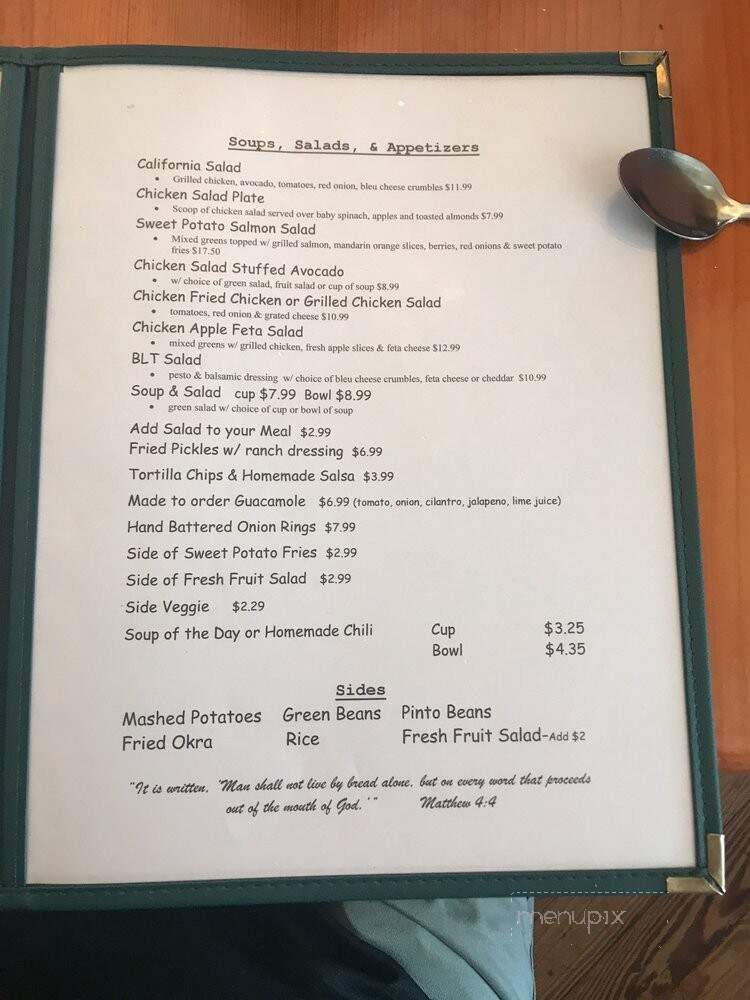 Soups, Salads, & Appetizers
California Salad
• Grilled chicken, avocado, tomatoes, red onion, bleu cheese crumbles $11.99
Chicken Salad Plate
• Scoop of chicken salad served over baby spinach, apples and toasted almonds $7.99
Sweet Potato Salmon Salad
• Mixed greens topped w/ grilled salmon, mandarin orange slices, berries, red onions & sweet potato
fries $17.50
Chicken Salad Stuffed Avocado
• w/ choice of green salad, fruit salad or cup of soup $8.99
Chicken Fried Chicken or Grilled Chicken Salad
• tomatoes, red onion & grated cheese $10.99
Chicken Apple Feta Salad
• mixed greens w/ grilled chicken, fresh apple slices & feta cheese $12.99
BLT Salad
• pesto & balsamic dressing w/ choice of bleu cheese crumbles, feta cheese or cheddar $10.99
Soup & Salad cup $7.99 Bowl $8.99
• green salad w/ choice of cup or bowl of soup
Add Salad to your Meal $2.99
Fried Pickles w/ ranch dressing $6.99
Tortilla Chips & Homemade Salsa $3.99
Made to order Guacamole $6.99 (tomato, onion, cilantro, jalapeno, lime juice)
Hand Battered Onion Rings $7.99
Side of Sweet Potato Fries $2.99
Side of Fresh Fruit Salad $2.99
Side Veggie $2.29
Soup of the Day or Homemade Chili Cup $3.25
Bowl $4.35
Sides
Mashed Potatoes Green Beans Pinto Beans
Fried Okra Rice Fresh Fruit Salad-Add $2
"It is written, 'Man shall not live by bread alone, but on every word that proceeds
out of the mouth of God.'" Matthew 4:4
menupix